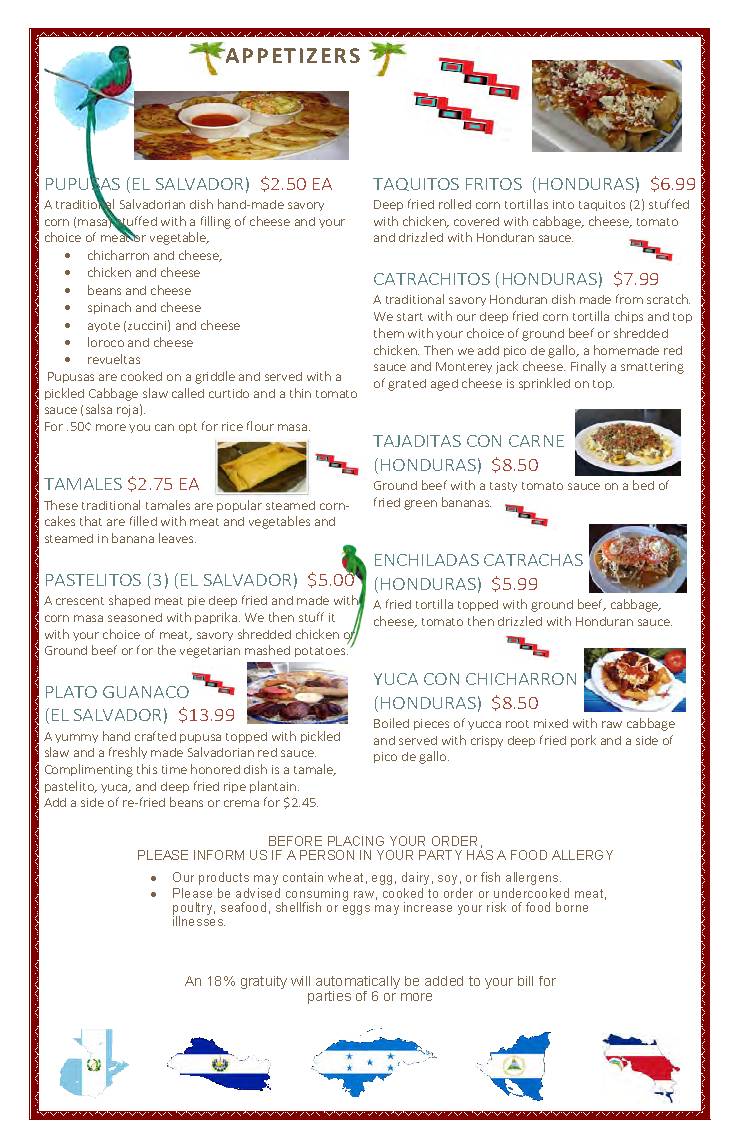 APPETIZERS
PUPUSAS (EL SALVADOR) $2.50 EA
A traditional Salvadorian dish hand-made savory
corn (masa) stuffed with a filling of cheese and your
choice of meat or vegetable,
• chicharron and cheese,
• chicken and cheese
• beans and cheese
• spinach and cheese
• ayote (zuccini) and cheese
• loroco and cheese
• revueltas
Pupusas are cooked on a griddle and served with a
pickled Cabbage slaw called curtido and a thin tomato
sauce (salsa roja).
For .50¢ more you can opt for rice flour masa.
TAMALES $2.75 EA
These traditional tamales are popular steamed corn-
cakes that are filled with meat and vegetables and
steamed in banana leaves.
PASTELITOS (3) (EL SALVADOR) $5.00
A crescent shaped meat pie deep fried and made with
corn masa seasoned with paprika. We then stuff it
with your choice of meat, savory shredded chicken or
Ground beef or for the vegetarian mashed potatoes.
PLATO GUANACO
(EL SALVADOR) $13.99
A yummy hand crafted pupusa topped with pickled
slaw and a freshly made Salvadorian red sauce.
Complimenting this time honored dish is a tamale,
pastelito, yuca, and deep fried ripe plantain.
Add a side of re-fried beans or crema for $2.45.
TAQUITOS FRITOS (HONDURAS) $6.99
Deep fried rolled corn tortillas into taquitos (2) stuffed
with chicken, covered with cabbage, cheese, tomato
and drizzled with Honduran sauce.
CATRACHITOS (HONDURAS) $7.99
A traditional savory Honduran dish made from scratch.
We start with our deep fried corn tortilla chips and top
them with your choice of ground beef or shredded
chicken. Then we add pico de gallo, a homemade red
sauce and Monterey jack cheese. Finally a smattering
of grated aged cheese is sprinkled on top.
TAJADITAS CON CARNE
(HONDURAS) $8.50
Ground beef with a tasty tomato sauce on a bed of
fried green bananas.
ENCHILADAS CATRACHAS
(HONDURAS) $5.99
A fried tortilla topped with ground beef, cabbage,
cheese, tomato then drizzled with Honduran sauce.
YUCA CON CHICHARRON
(HONDURAS) $8.50
Boiled pieces of yucca root mixed with raw cabbage
and served with crispy deep fried pork and a side of
pico de gallo.
BEFORE PLACING YOUR ORDER,
PLEASE INFORM US IF A PERSON IN YOUR PARTY HAS A FOOD ALLERGY
• Our products may contain wheat, egg, dairy, soy, or fish allergens.
• Please be advised consuming raw, cooked to order or undercooked meat,
poultry, seafood, shellfish or eggs may increase your risk of food borne
illnesses.
An 18% gratuity will automatically be added to your bill for
parties of 6 or more